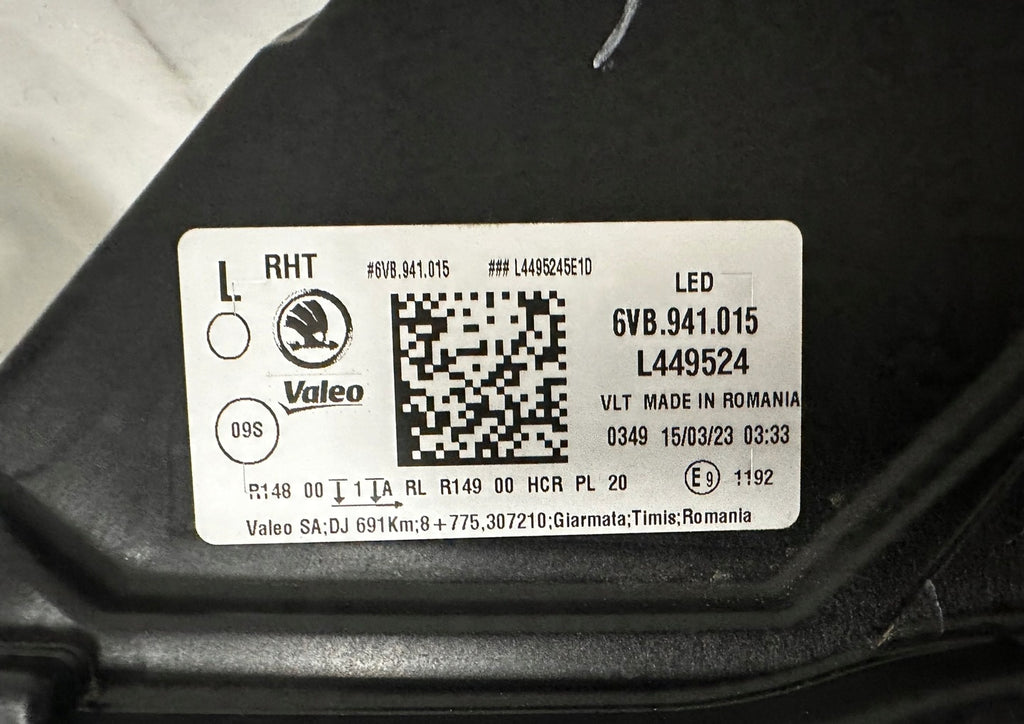 L RHT #6VB.941.015 ### L4495245E1D
LED
6VB.941.015
L449524
Valeo
VLT MADE IN ROMANIA
09S
0349 15/03/23 03:33
R148 00 1 A RL R149 00 HCR PL 20
E9 1192
Valeo SA;DJ 691Km;8+775,307210;Giarmata;Timis;Romania